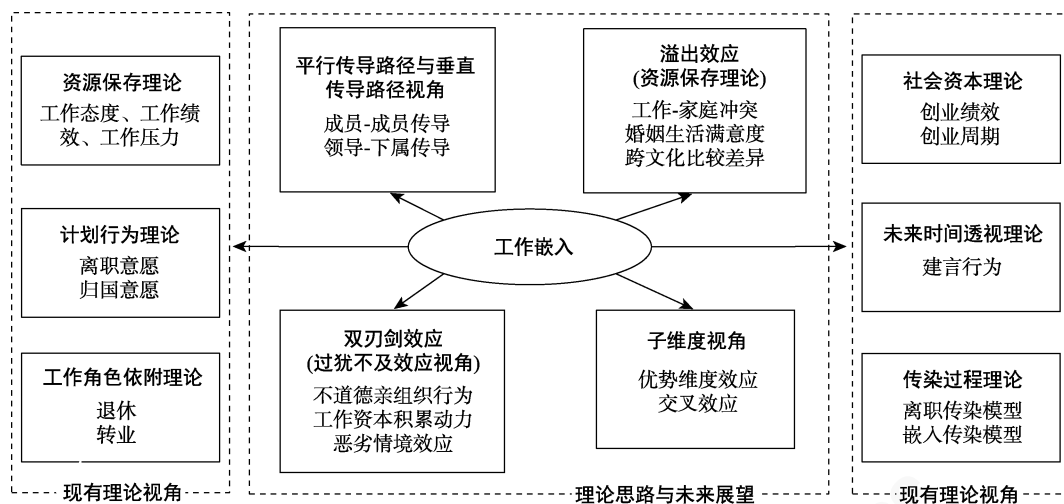 资源保存理论
工作态度、工作绩
效、工作压力
计划行为理论
离职意愿
归国意愿
工作角色依附理论
退休
转业
现有理论视角
平行传导路径与垂直
传导路径视角
成员-成员传导
领导-下属传导
溢出效应
(资源保存理论)
工作-家庭冲突
婚姻生活满意度
跨文化比较差异
工作嵌入
双刃剑效应
(过犹不及效应视角)
不道德亲组织行为
工作资本积累动力
恶劣情境效应
子维度视角
优势维度效应
交叉效应
理论思路与未来展望
社会资本理论
创业绩效
创业周期
未来时间透视理论
建言行为
传染过程理论
离职传染模型
嵌入传染模型
现有理论视角